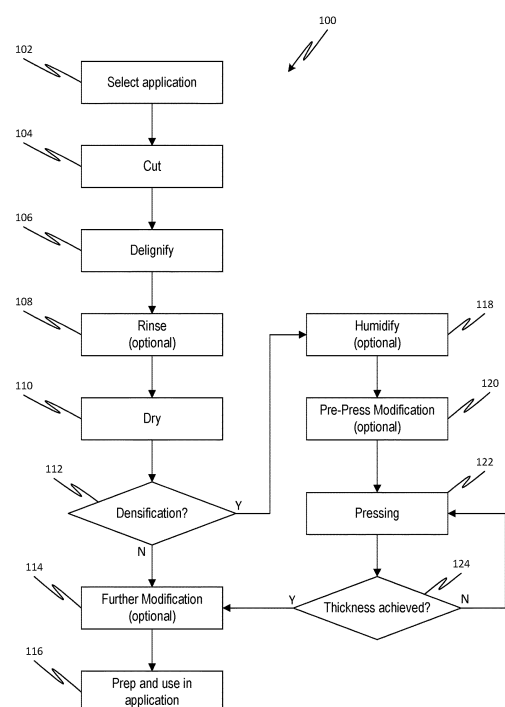 100
102
Select application
104
Cut
106
Delignify
108
Rinse
(optional)
110
Dry
112
Densification?
Y
N
114
Further Modification
(optional)
116
Prep and use in
application
118
Humidify
(optional)
120
Pre-Press Modification
(optional)
122
Pressing
124
Thickness achieved?
Y
N